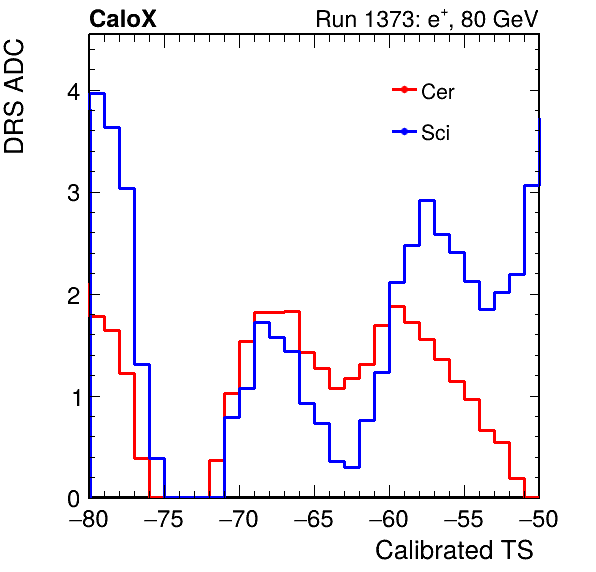 CaloX
Run 1373: e+, 80 GeV
DRS ADC
Cer
Sci
4
3
2
1
0
−80 −75 −70 −65 −60 −55 −50
Calibrated TS